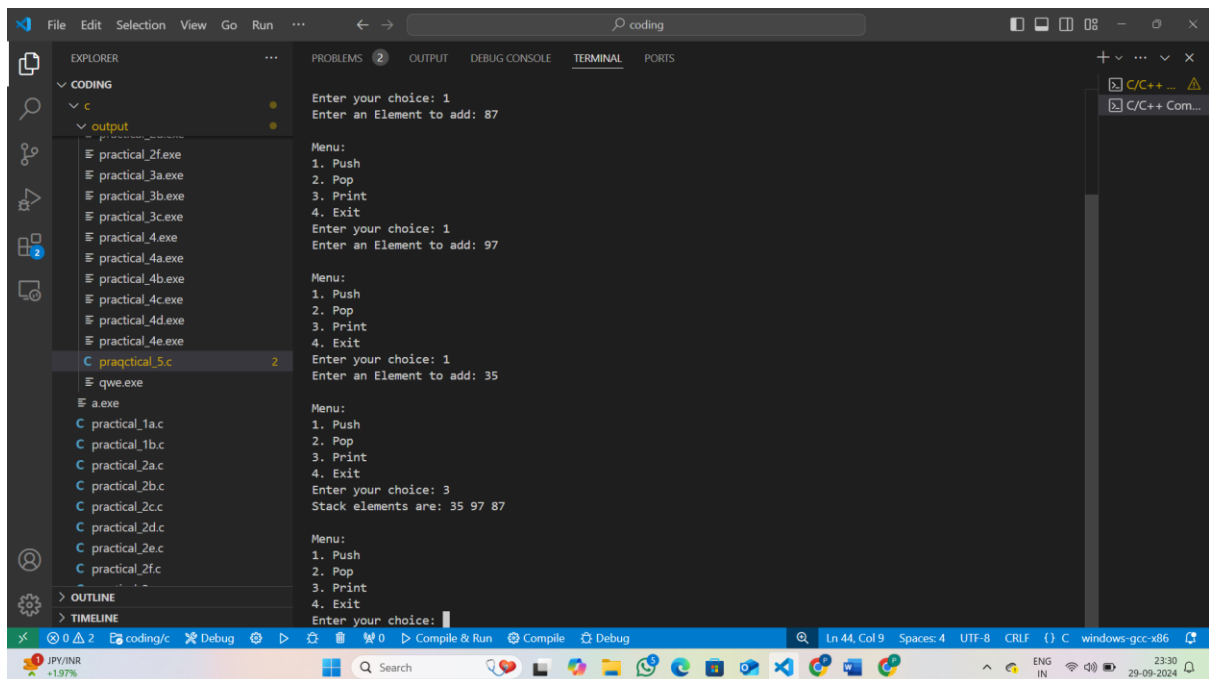 File Edit Selection View Go Run ···
coding
EXPLORER
CODING
c
output
practical_2f.exe
practical_3a.exe
practical_3b.exe
practical_3c.exe
practical_4.exe
practical_4a.exe
practical_4b.exe
practical_4c.exe
practical_4d.exe
practical_4e.exe
C praqctical_5.c 2
qwe.exe
a.exe
C practical_1a.c
C practical_1b.c
C practical_2a.c
C practical_2b.c
C practical_2c.c
C practical_2d.c
C practical_2e.c
C practical_2f.c
OUTLINE
TIMELINE
2
PROBLEMS 2 OUTPUT DEBUG CONSOLE TERMINAL PORTS
Enter your choice: 1
Enter an Element to add: 87
Menu:
1. Push
2. Pop
3. Print
4. Exit
Enter your choice: 1
Enter an Element to add: 97
Menu:
1. Push
2. Pop
3. Print
4. Exit
Enter your choice: 1
Enter an Element to add: 35
Menu:
1. Push
2. Pop
3. Print
4. Exit
Enter your choice: 3
Stack elements are: 35 97 87
Menu:
1. Push
2. Pop
3. Print
4. Exit
Enter your choice:
C/C++ ...
C/C++ Com...
0 2 coding/c Debug 0 Compile & Run Compile Debug Ln 44, Col 9 Spaces: 4 UTF-8 CRLF {} C windows-gcc-x86
JPY/INR
+1.97%
Search
ENG
IN
23:30
29-09-2024